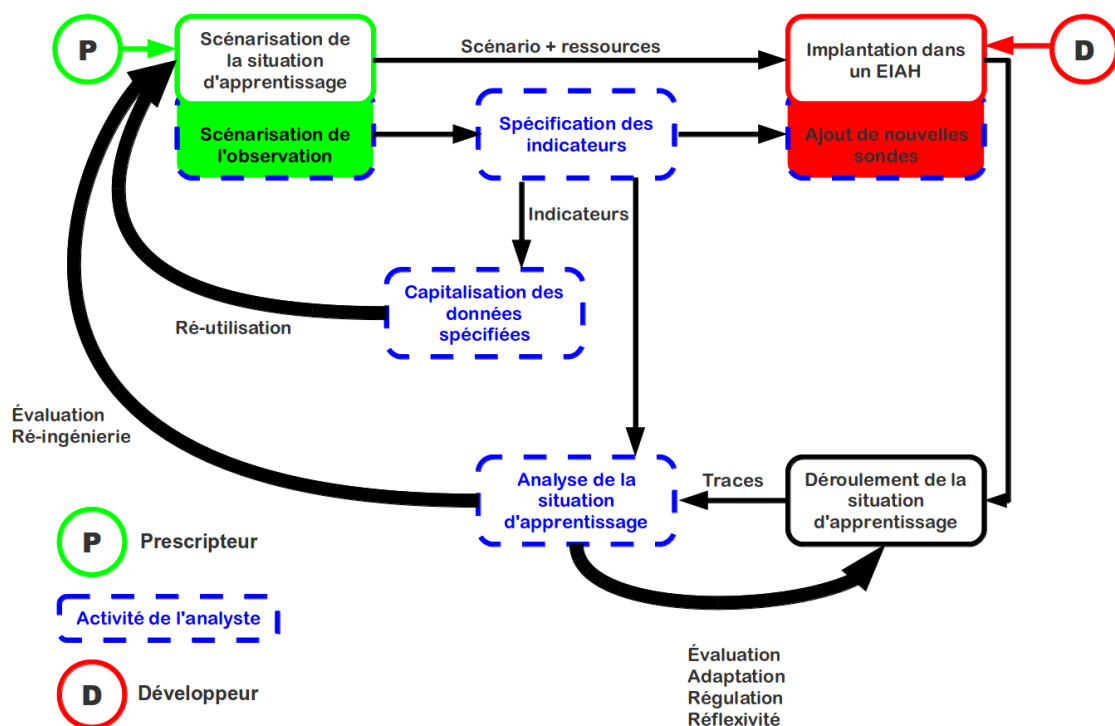 P
Scénarisation de
la situation
d'apprentissage
Scénario + ressources
Implantation dans
un EIAH
D
Scénarisation de
l'observation
Spécification des
indicateurs
Ajout de nouvelles
sondes
Indicateurs
Capitalisation des
données
spécifiées
Ré-utilisation
Évaluation
Ré-ingénierie
Analyse de la
situation
d'apprentissage
Traces
Déroulement de la
situation
d'apprentissage
P
Prescripteur
Activité de l'analyste
D
Développeur
Évaluation
Adaptation
Régulation
Réflexivité